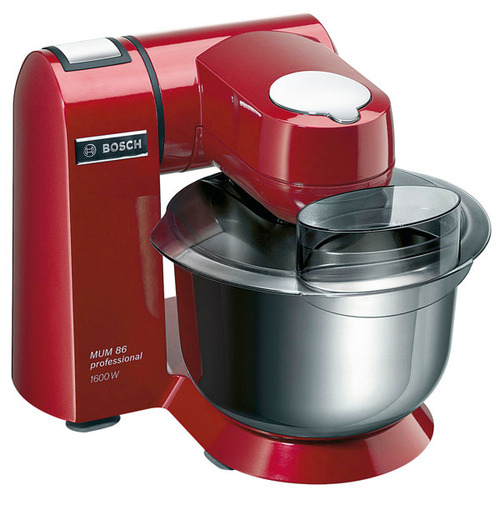 BOSCH
MUM 86
professional
1600 W